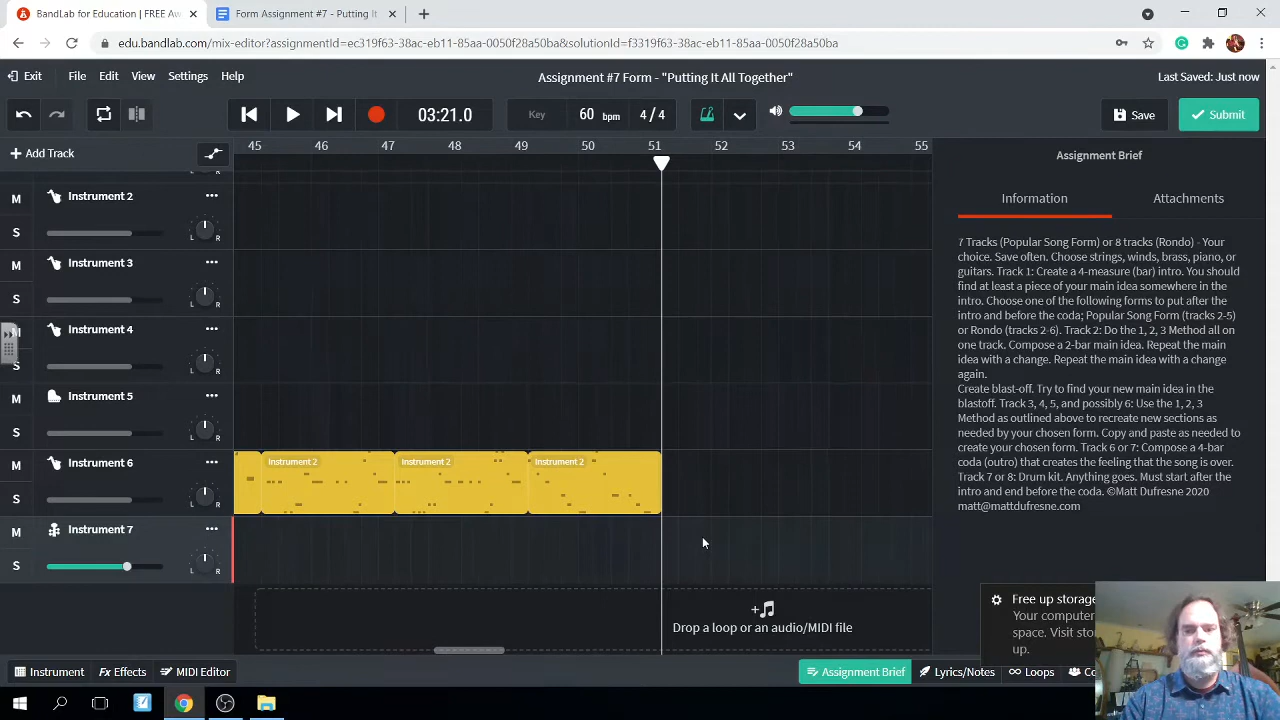 BandLab for Education | FREE Aw
Form Assignment #7 - Putting It
edu.bandlab.com/mix-editor?assignmentId=ec319f63-38ac-eb11-85aa-0050f28a50ba&solutionId=f3319f63-38ac-eb11-85aa-0050f28a50ba
Exit File Edit View Settings Help
Assignment #7 Form - "Putting It All Together"
Last Saved: Just now
03:21.0
Key
60 bpm
4 / 4
Save
Submit
Add Track
45 46 47 48 49 50 51 52 53 54 55
M Instrument 2
S L R
M Instrument 3
S L R
M Instrument 4
S L R
M Instrument 5
S L R
M Instrument 6
S L R
Instrument 2 Instrument 2 Instrument 2
M Instrument 7
S L R
Drop a loop or an audio/MIDI file
Assignment Brief
Information Attachments
7 Tracks (Popular Song Form) or 8 tracks (Rondo) - Your
choice. Save often. Choose strings, winds, brass, piano, or
guitars. Track 1: Create a 4-measure (bar) intro. You should
find at least a piece of your main idea somewhere in the
intro. Choose one of the following forms to put after the
intro and before the coda; Popular Song Form (tracks 2-5)
or Rondo (tracks 2-6). Track 2: Do the 1, 2, 3 Method all on
one track. Compose a 2-bar main idea. Repeat the main
idea with a change. Repeat the main idea with a change
again.
Create blast-off. Try to find your new main idea in the
blastoff. Track 3, 4, 5, and possibly 6: Use the 1, 2, 3
Method as outlined above to recreate new sections as
needed by your chosen form. Copy and paste as needed to
create your chosen form. Track 6 or 7: Compose a 4-bar
coda (outro) that creates the feeling that the song is over.
Track 7 or 8: Drum kit. Anything goes. Must start after the
intro and end before the coda. ©Matt Dufresne 2020
matt@mattdufresne.com
Free up storage
Your computer
space. Visit sto
up.
Instrument Effects MIDI Editor
Assignment Brief Lyrics/Notes Loops Co